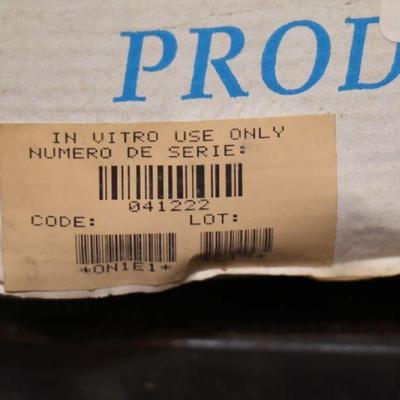 PROD
IN VITRO USE ONLY
NUMERO DE SERIE:
041222
CODE: LOT:
*ON1E1*